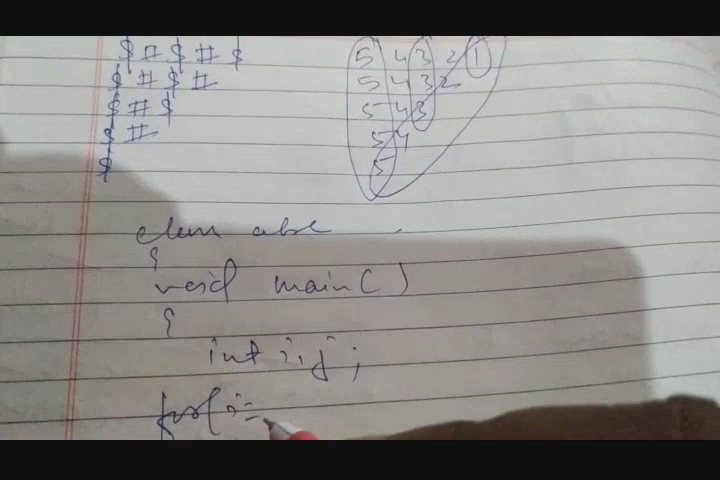 $ # $ # $
$ # $ #
$ # $
$ #
$
5 4 3 2 1
5 4 3 2
5 4 3
5 4
5
class abc
{
void main( )
{
int i, j ;
for( i=